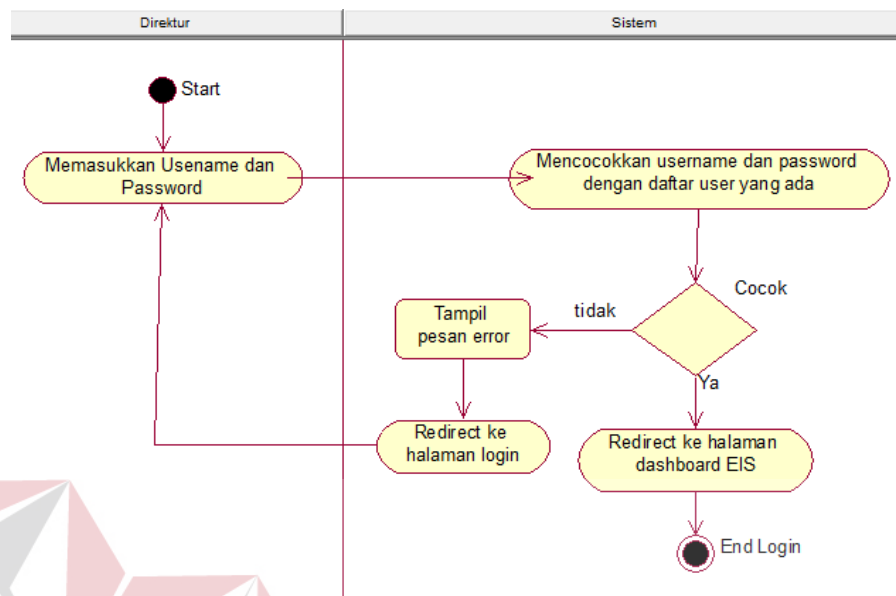 Direktur
Sistem
Start
Memasukkan Usename dan
Password
Mencocokkan username dan password
dengan daftar user yang ada
Cocok
tidak
Tampil
pesan error
Ya
Redirect ke
halaman login
Redirect ke halaman
dashboard EIS
End Login